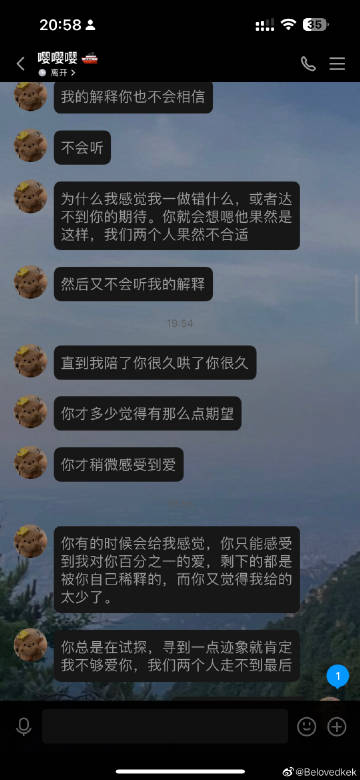 20:58
35
嘤嘤嘤 🚢
离开 >
我的解释你也不会相信
不会听
为什么我感觉我一做错什么，或者达
不到你的期待。你就会想嗯他果然是
这样，我们两个人果然不合适
然后又不会听我的解释
19:54
直到我陪了你很久哄了你很久
你才多少觉得有那么点期望
你才稍微感受到爱
你有的时候会给我感觉，你只能感受
到我对你百分之一的爱，剩下的都是
被你自己稀释的，而你又觉得我给的
太少了。
你总是在试探，寻到一点迹象就肯定
我不够爱你，我们两个人走不到最后
1
@Belovedkek